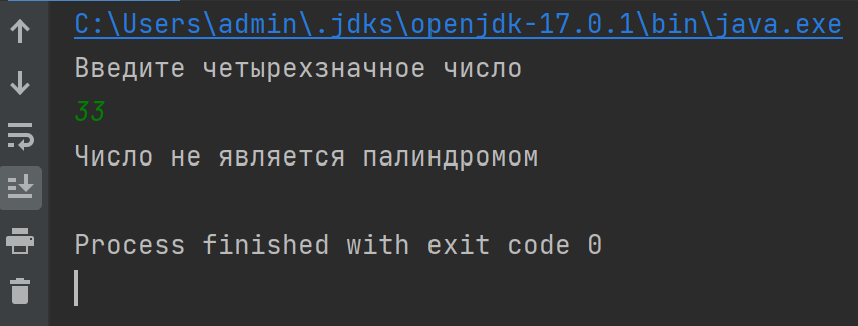 C:\Users\admin\.jdks\openjdk-17.0.1\bin\java.exe
Введите четырехзначное число
33
Число не является палиндромом
Process finished with exit code 0